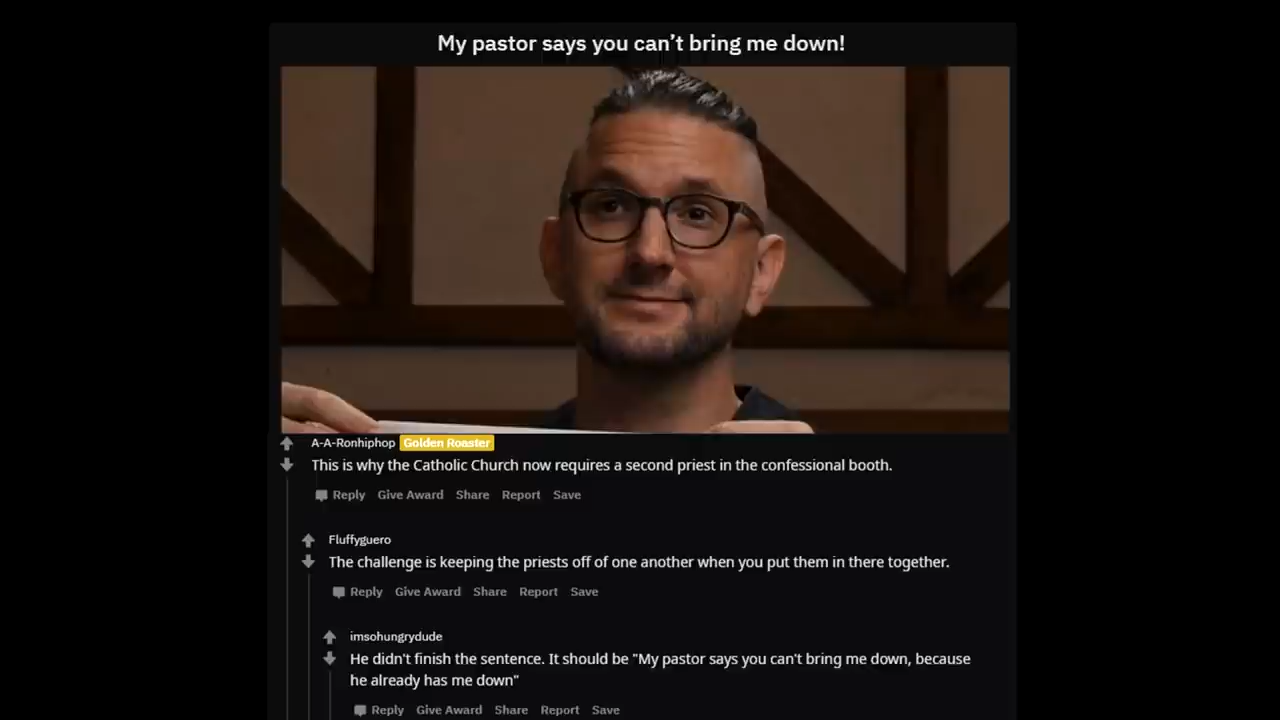 My pastor says you can't bring me down!
A-A-Ronhiphop Golden Roaster
This is why the Catholic Church now requires a second priest in the confessional booth.
Reply Give Award Share Report Save
Fluffyguero
The challenge is keeping the priests off of one another when you put them in there together.
Reply Give Award Share Report Save
imsohungrydude
He didn't finish the sentence. It should be "My pastor says you can't bring me down, because
he already has me down"
Reply Give Award Share Report Save